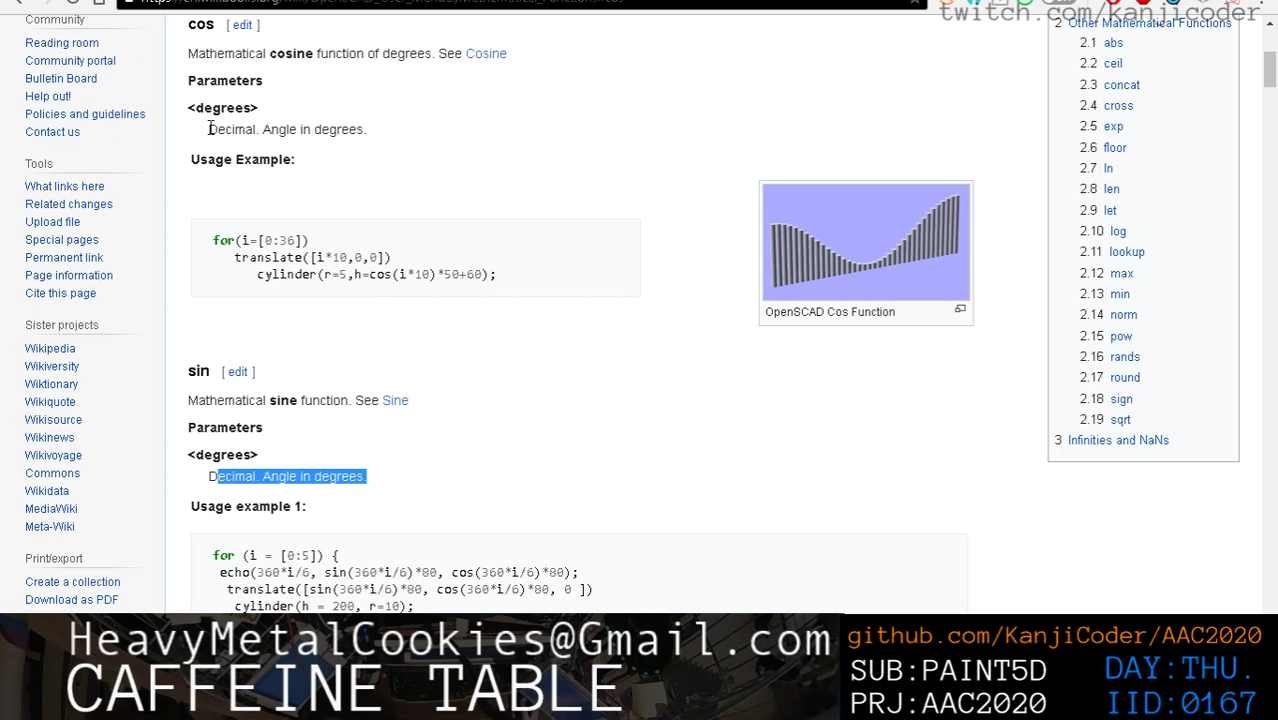 twitch.com/kanjicoder
Community
Reading room
Community portal
Bulletin Board
Help out!
Policies and guidelines
Contact us
Tools
What links here
Related changes
Upload file
Special pages
Permanent link
Page information
Cite this page
Sister projects
Wikipedia
Wikiversity
Wiktionary
Wikiquote
Wikisource
Wikinews
Wikivoyage
Commons
Wikidata
MediaWiki
Meta-Wiki
Print/export
Create a collection
Download as PDF
cos [ edit ]
Mathematical cosine function of degrees. See Cosine
Parameters
<degrees>
Decimal. Angle in degrees.
Usage Example:
for(i=[0:36])
translate([i*10,0,0])
cylinder(r=5,h=cos(i*10)*50+60);
OpenSCAD Cos Function
sin [ edit ]
Mathematical sine function. See Sine
Parameters
<degrees>
Decimal. Angle in degrees.
Usage example 1:
for (i = [0:5]) {
echo(360*i/6, sin(360*i/6)*80, cos(360*i/6)*80);
translate([sin(360*i/6)*80, cos(360*i/6)*80, 0 ])
cylinder(h = 200, r=10);
2 Other Mathematical Functions
2.1 abs
2.2 ceil
2.3 concat
2.4 cross
2.5 exp
2.6 floor
2.7 ln
2.8 len
2.9 let
2.10 log
2.11 lookup
2.12 max
2.13 min
2.14 norm
2.15 pow
2.16 rands
2.17 round
2.18 sign
2.19 sqrt
3 Infinities and NaNs
HeavyMetalCookies@Gmail.com
CAFFEINE TABLE
github.com/KanjiCoder/AAC2020
SUB:PAINT5D
DAY:THU.
PRJ:AAC2020
IID:0167